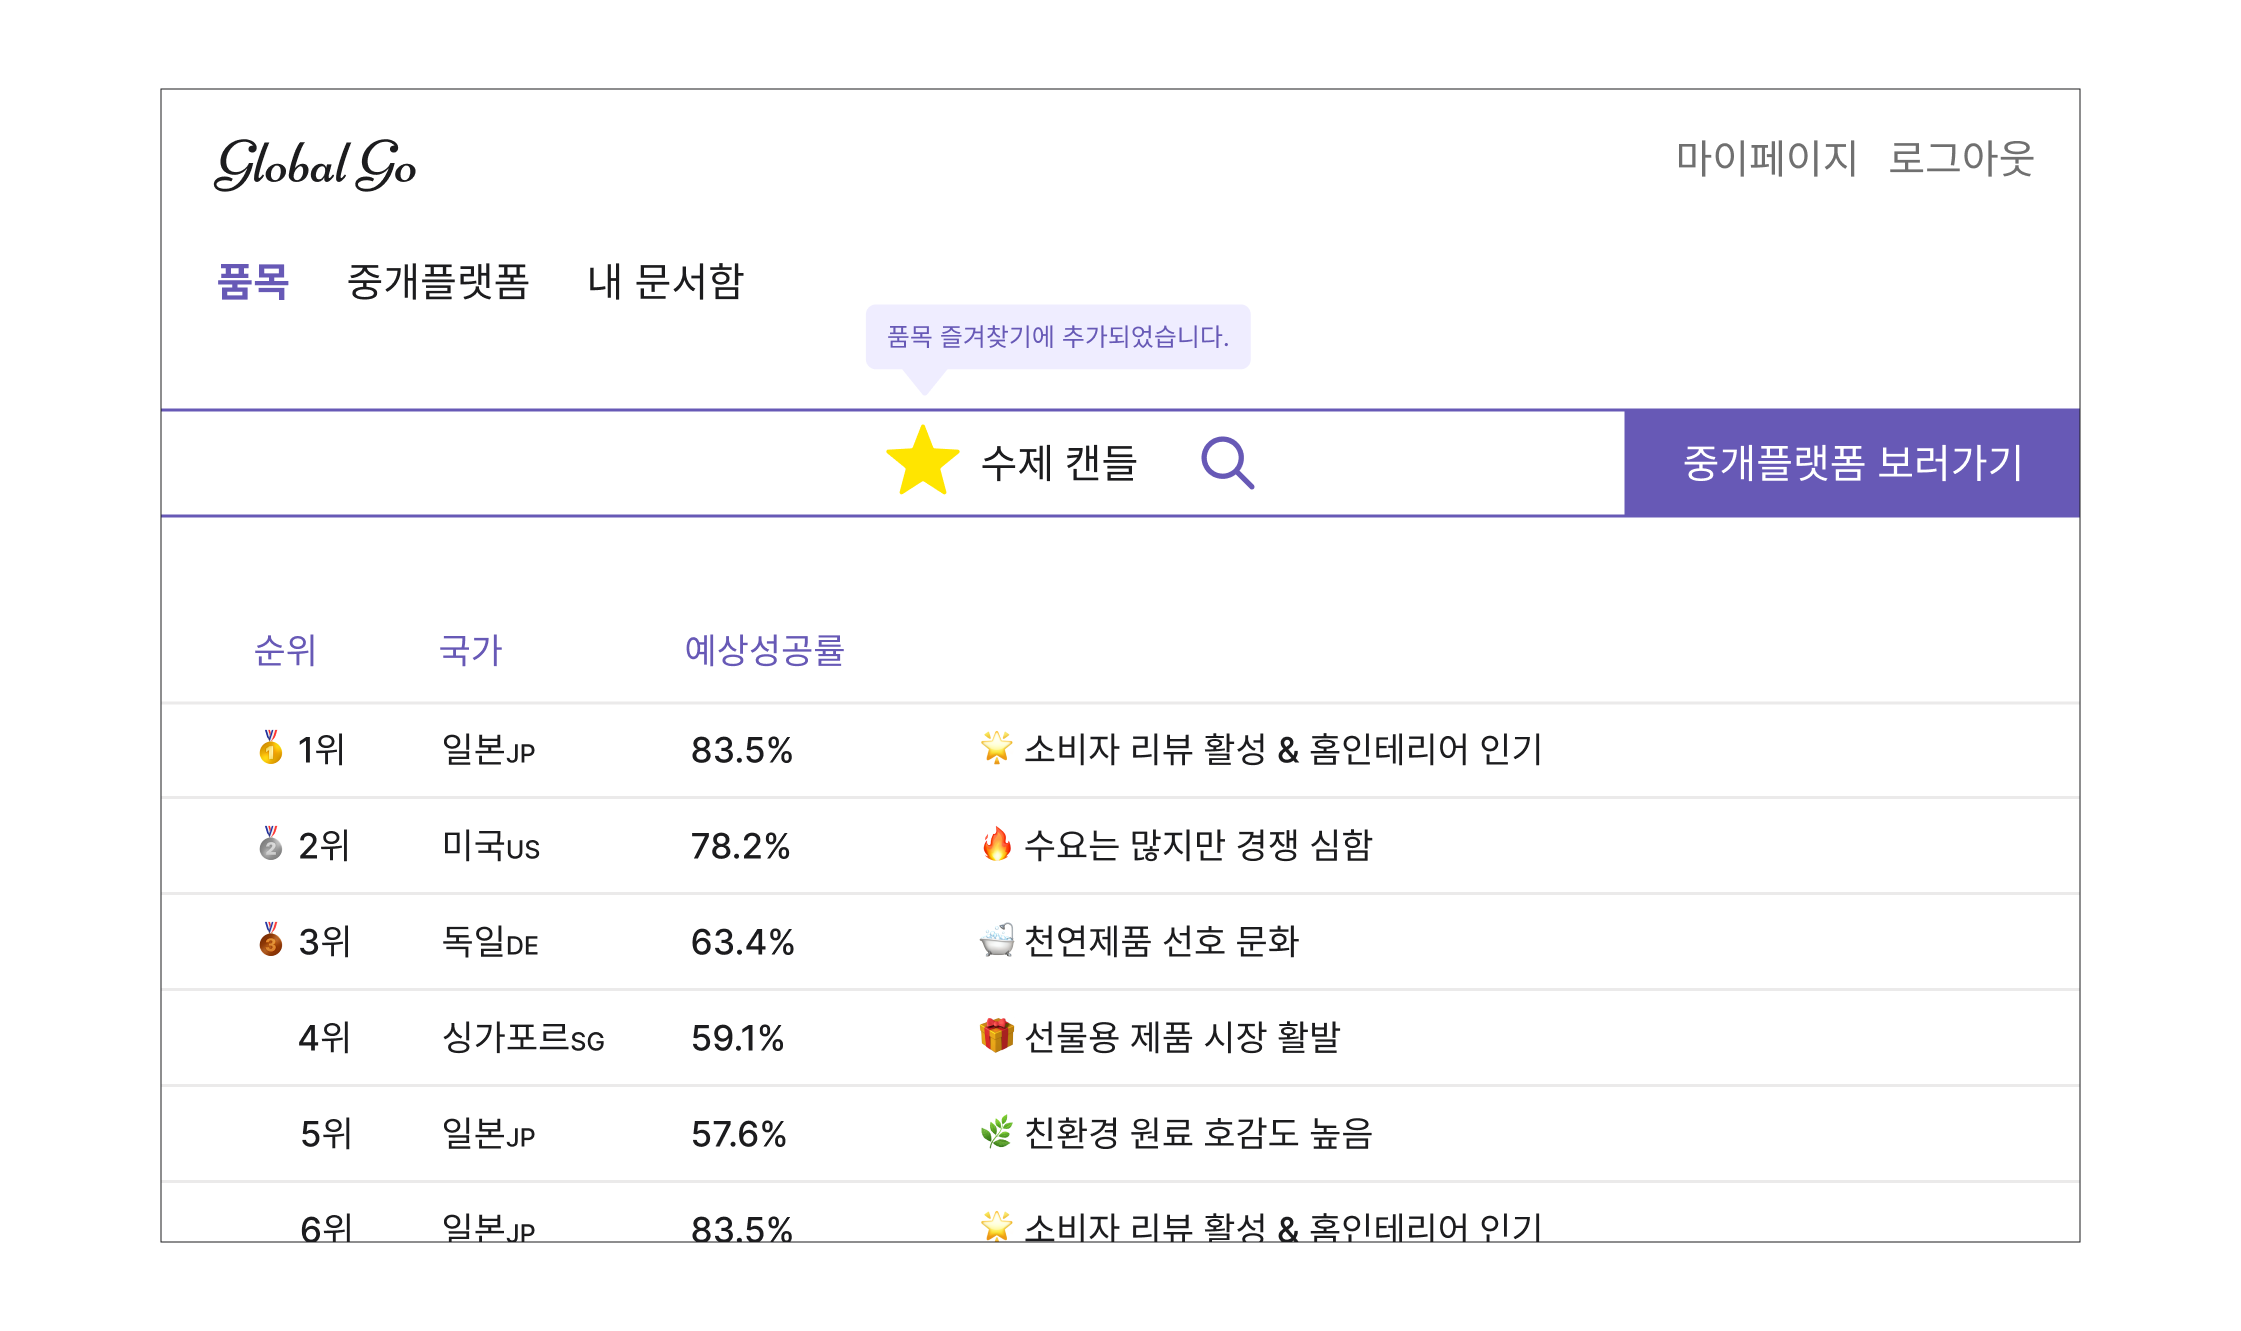 Global Go
마이페이지 로그아웃
품목 중개플랫폼 내 문서함
품목 즐겨찾기에 추가되었습니다.
수제 캔들
중개플랫폼 보러가기
순위 국가 예상성공률
1위 일본JP 83.5% 소비자 리뷰 활성 & 홈인테리어 인기
2위 미국US 78.2% 수요는 많지만 경쟁 심함
3위 독일DE 63.4% 천연제품 선호 문화
4위 싱가포르SG 59.1% 선물용 제품 시장 활발
5위 일본JP 57.6% 친환경 원료 호감도 높음
6위 일본JP 83.5% 소비자 리뷰 활성 & 홈인테리어 인기